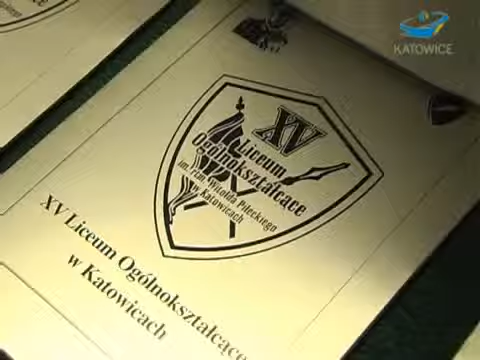 KATOWICE
XV
Liceum
Ogólnokształcące
im. rtm. Witolda Pileckiego
w Katowicach
XV Liceum Ogólnokształcące
w Katowicach